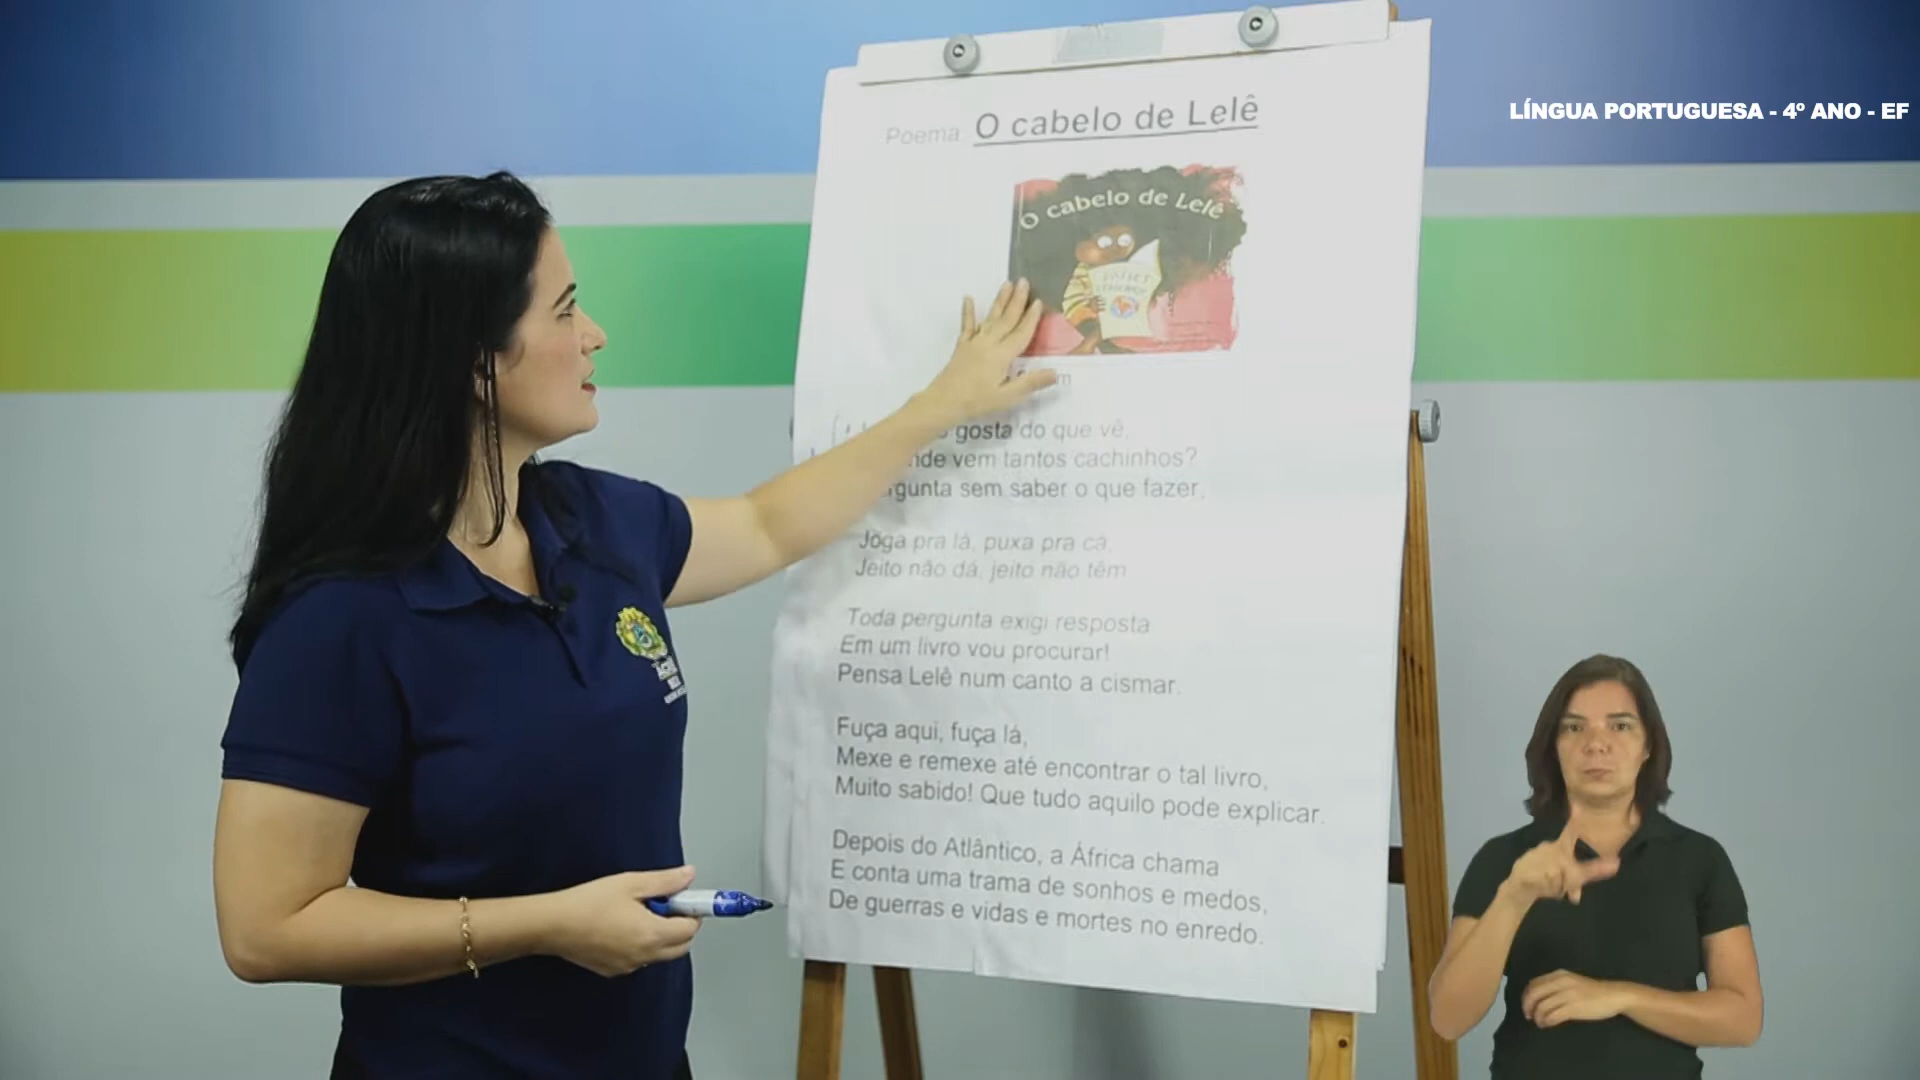 LÍNGUA PORTUGUESA - 4º ANO - EF
Poema: O cabelo de Lelê
O cabelo de Lelê
gosta do que vê,
vem tantos cachinhos?
sem saber o que fazer,
Joga pra lá, puxa pra cá,
Jeito não dá, jeito não têm
Toda pergunta exigi resposta
Em um livro vou procurar!
Pensa Lelê num canto a cismar.
Fuça aqui, fuça lá,
Mexe e remexe até encontrar o tal livro,
Muito sabido! Que tudo aquilo pode explicar.
Depois do Atlântico, a África chama
E conta uma trama de sonhos e medos,
De guerras e vidas e mortes no enredo.